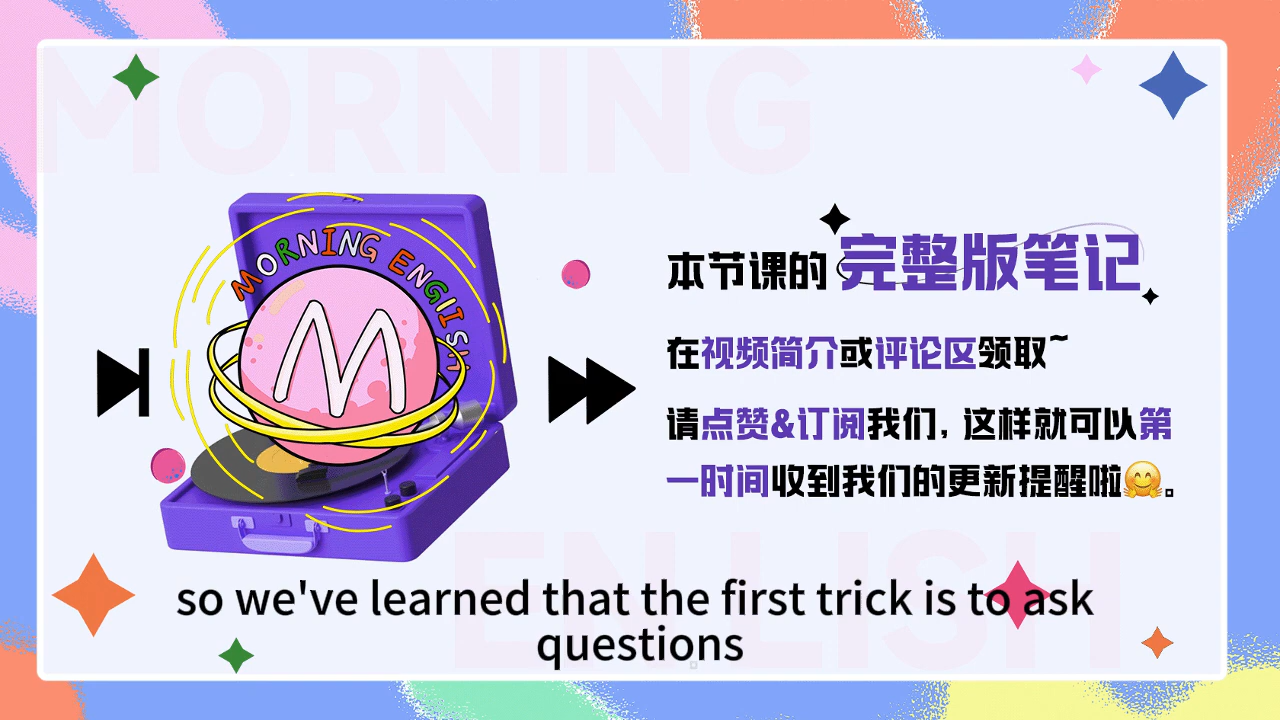 MORNING
MORNING ENGlISH
M
本节课的 完整版笔记
在视频简介或评论区领取~
请点赞&订阅我们, 这样就可以第
一时间收到我们的更新提醒啦🤗。
ENLISH
so we've learned that the first trick is to ask
questions